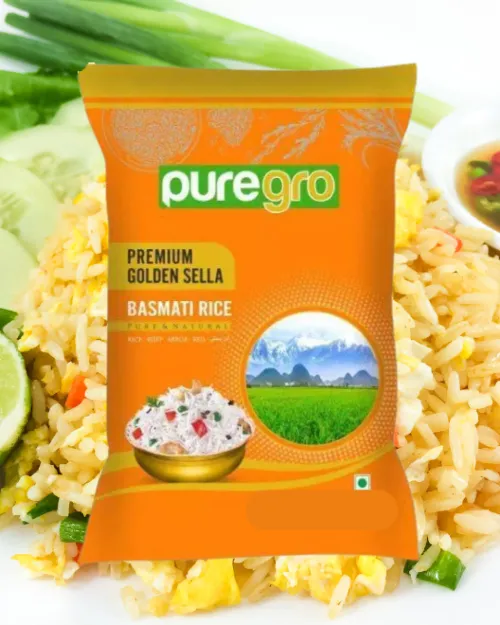 puregro
PREMIUM
GOLDEN SELLA
BASMATI RICE
PURE & NATURAL